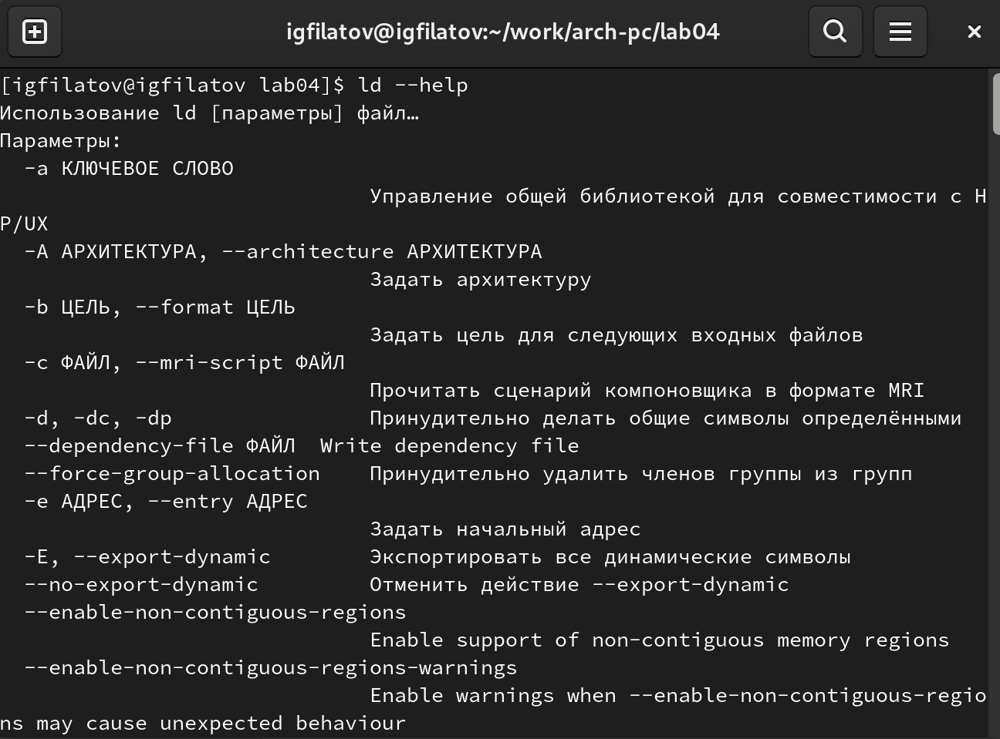 igfilatov@igfilatov:~/work/arch-pc/lab04
[igfilatov@igfilatov lab04]$ ld --help
Использование ld [параметры] файл…
Параметры:
  -a КЛЮЧЕВОЕ СЛОВО
                              Управление общей библиотекой для совместимости с H
P/UX
  -A АРХИТЕКТУРА, --architecture АРХИТЕКТУРА
                              Задать архитектуру
  -b ЦЕЛЬ, --format ЦЕЛЬ
                              Задать цель для следующих входных файлов
  -c ФАЙЛ, --mri-script ФАЙЛ
                              Прочитать сценарий компоновщика в формате MRI
  -d, -dc, -dp                Принудительно делать общие символы определёнными
  --dependency-file ФАЙЛ  Write dependency file
  --force-group-allocation    Принудительно удалить членов группы из групп
  -e АДРЕС, --entry АДРЕС
                              Задать начальный адрес
  -E, --export-dynamic        Экспортировать все динамические символы
  --no-export-dynamic         Отменить действие --export-dynamic
  --enable-non-contiguous-regions
                              Enable support of non-contiguous memory regions
  --enable-non-contiguous-regions-warnings
                              Enable warnings when --enable-non-contiguous-regio
ns may cause unexpected behaviour